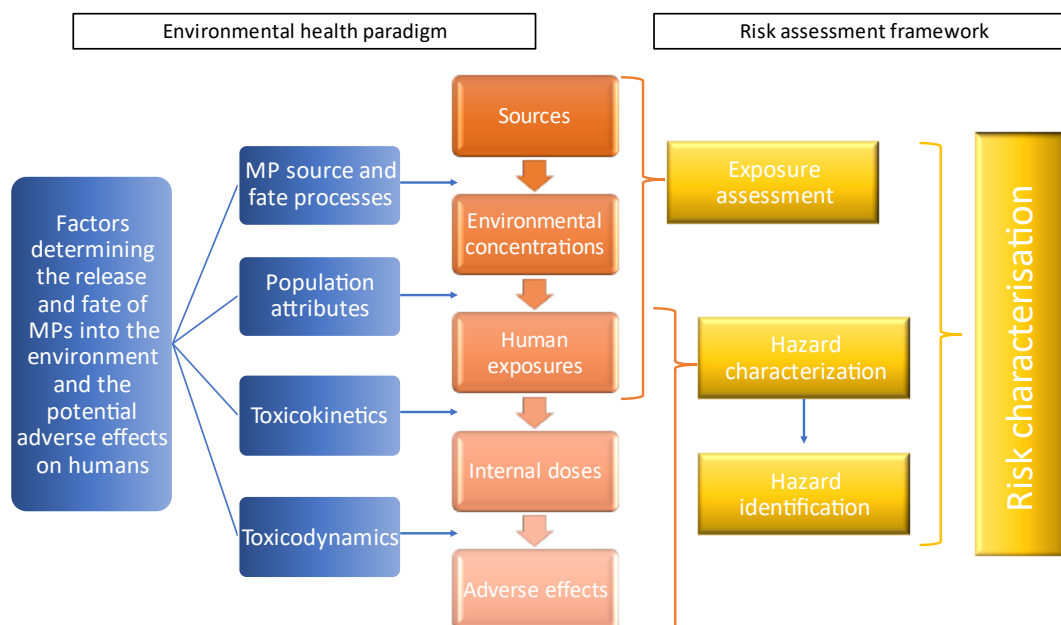 Environmental health paradigm
Risk assessment framework
Factors
determining
the release
and fate of
MPs into the
environment
and the
potential
adverse effects
on humans
MP source and
fate processes
Population
attributes
Toxicokinetics
Toxicodynamics
Sources
Environmental
concentrations
Human
exposures
Internal doses
Adverse effects
Exposure
assessment
Hazard
characterization
Hazard
identification
Risk characterisation